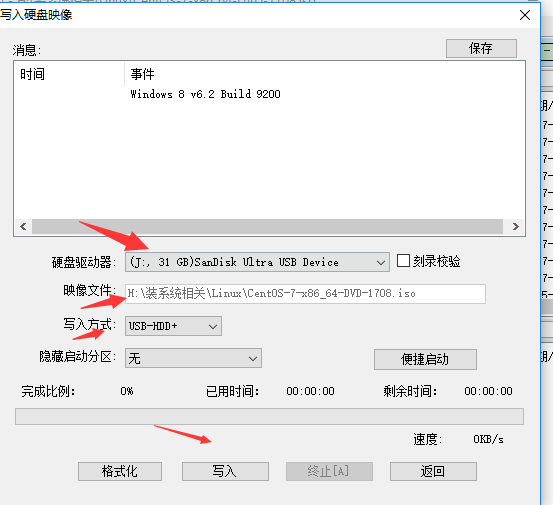 写入硬盘映像
消息:
保存
时间 事件
Windows 8 v6.2 Build 9200
硬盘驱动器: (J:, 31 GB)SanDisk Ultra USB Device 刻录校验
映像文件: H:\装系统相关\Linux\CentOS-7-x86_64-DVD-1708.iso
写入方式: USB-HDD+
隐藏启动分区: 无 便捷启动
完成比例: 0% 已用时间: 00:00:00 剩余时间: 00:00:00
速度: 0KB/s
格式化 写入 终止[A] 返回